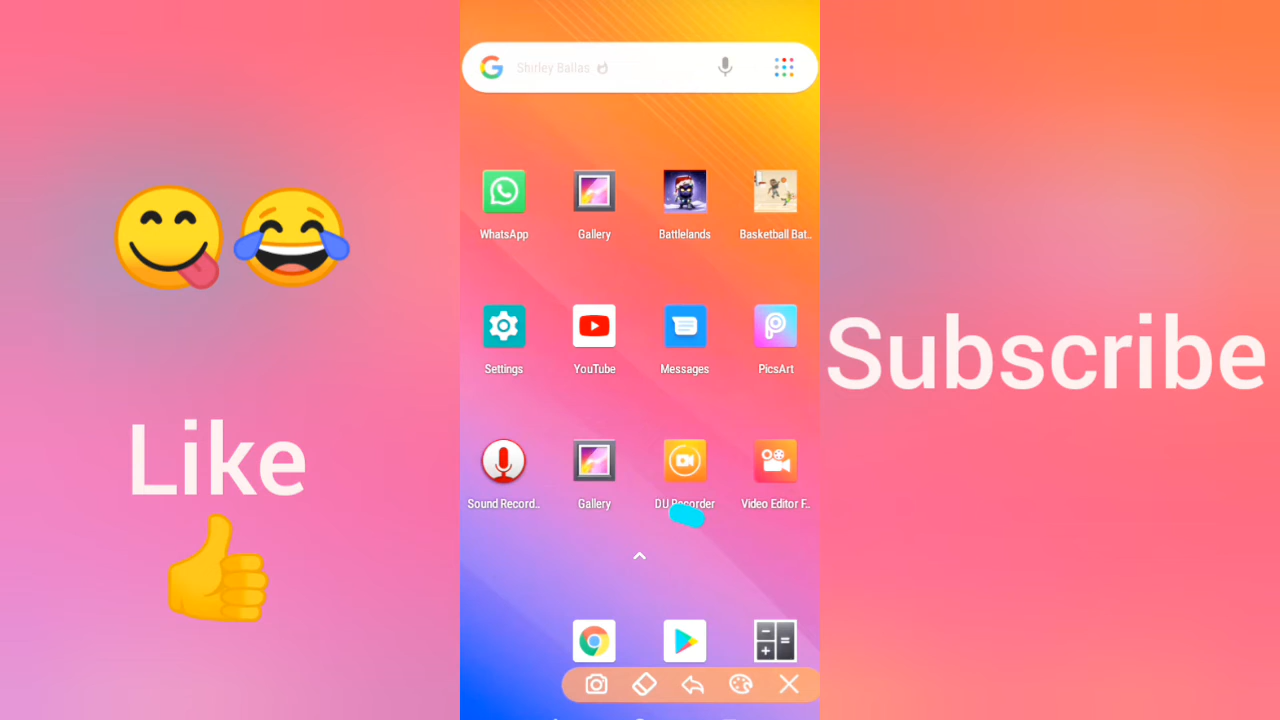 Shirley Ballas
WhatsApp
Gallery
Battlelands
Basketball Bat..
Settings
YouTube
Messages
PicsArt
Sound Record..
Gallery
DU Recorder
Video Editor F..
Like
Subscribe